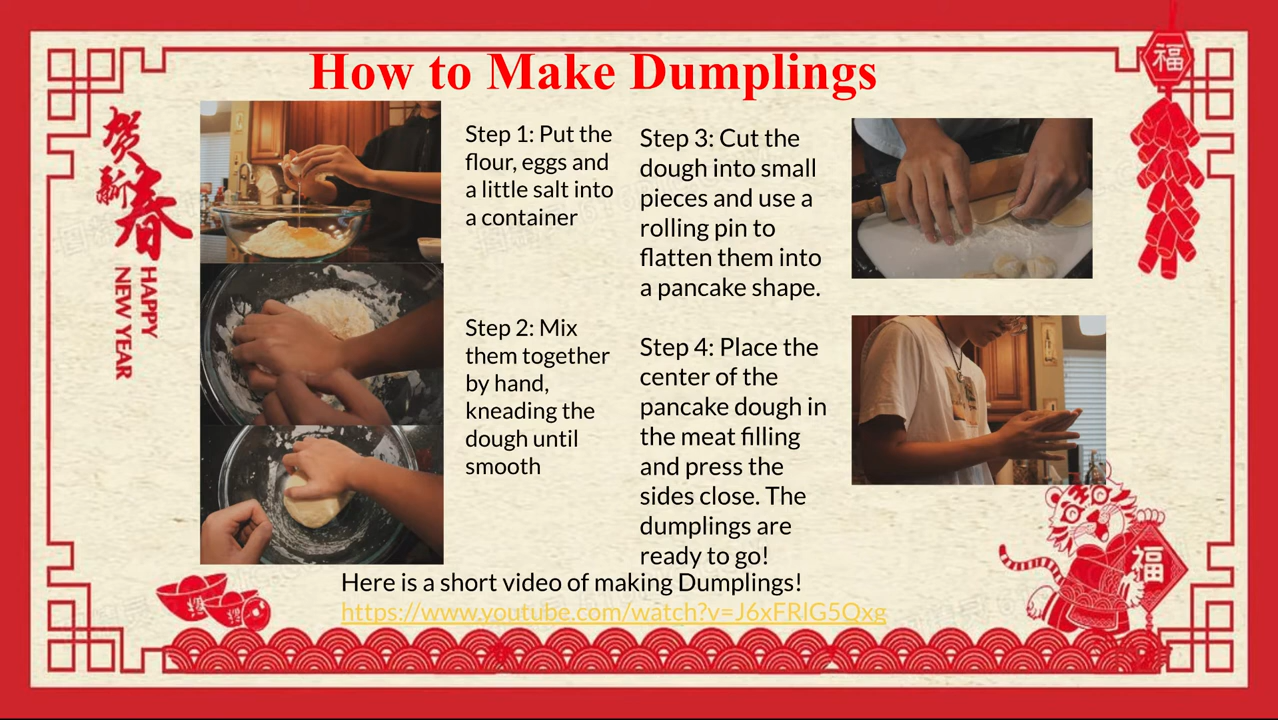 How to Make Dumplings
贺
新
春
HAPPY
NEW YEAR
Step 1: Put the
flour, eggs and
a little salt into
a container
Step 2: Mix
them together
by hand,
kneading the
dough until
smooth
Step 3: Cut the
dough into small
pieces and use a
rolling pin to
flatten them into
a pancake shape.
Step 4: Place the
center of the
pancake dough in
the meat filling
and press the
sides close. The
dumplings are
ready to go!
福
福
Here is a short video of making Dumplings!
https://www.youtube.com/watch?v=J6xFRlG5Qxg